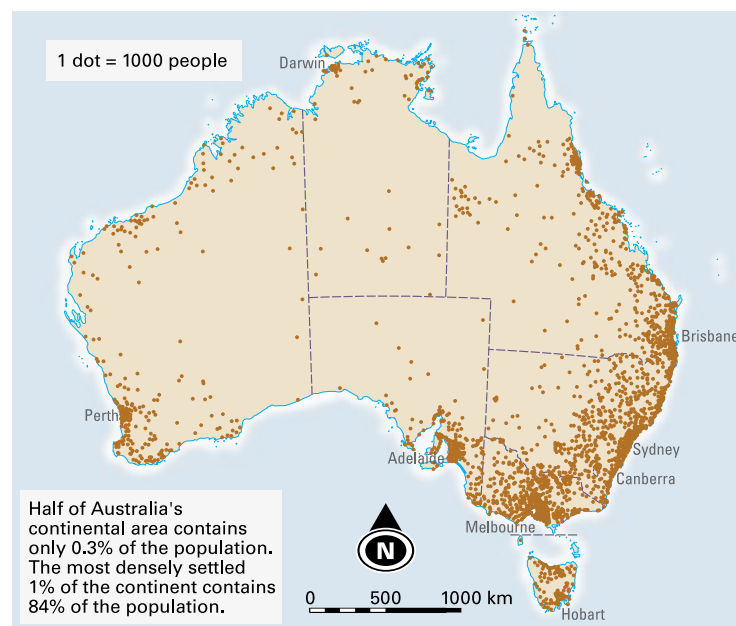 1 dot = 1000 people
Darwin
Brisbane
Perth
Adelaide
Sydney
Canberra
Melbourne
Hobart
Half of Australia's
continental area contains
only 0.3% of the population.
The most densely settled
1% of the continent contains
84% of the population.
N
0 500 1000 km